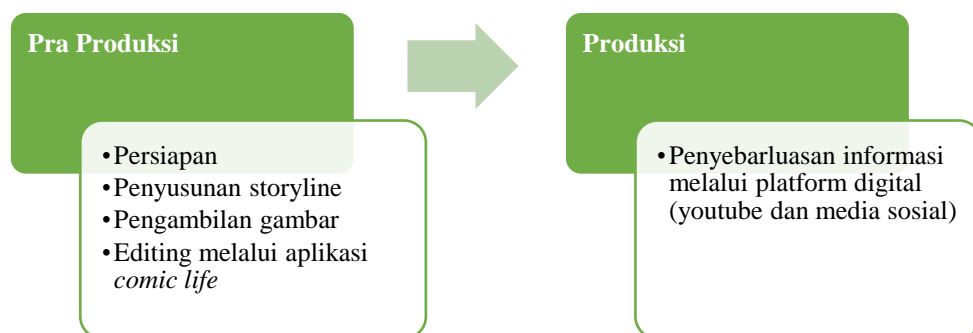 Pra Produksi
•Persiapan
•Penyusunan storyline
•Pengambilan gambar
•Editing melalui aplikasi
comic life
Produksi
•Penyebarluasan informasi
melalui platform digital
(youtube dan media sosial)